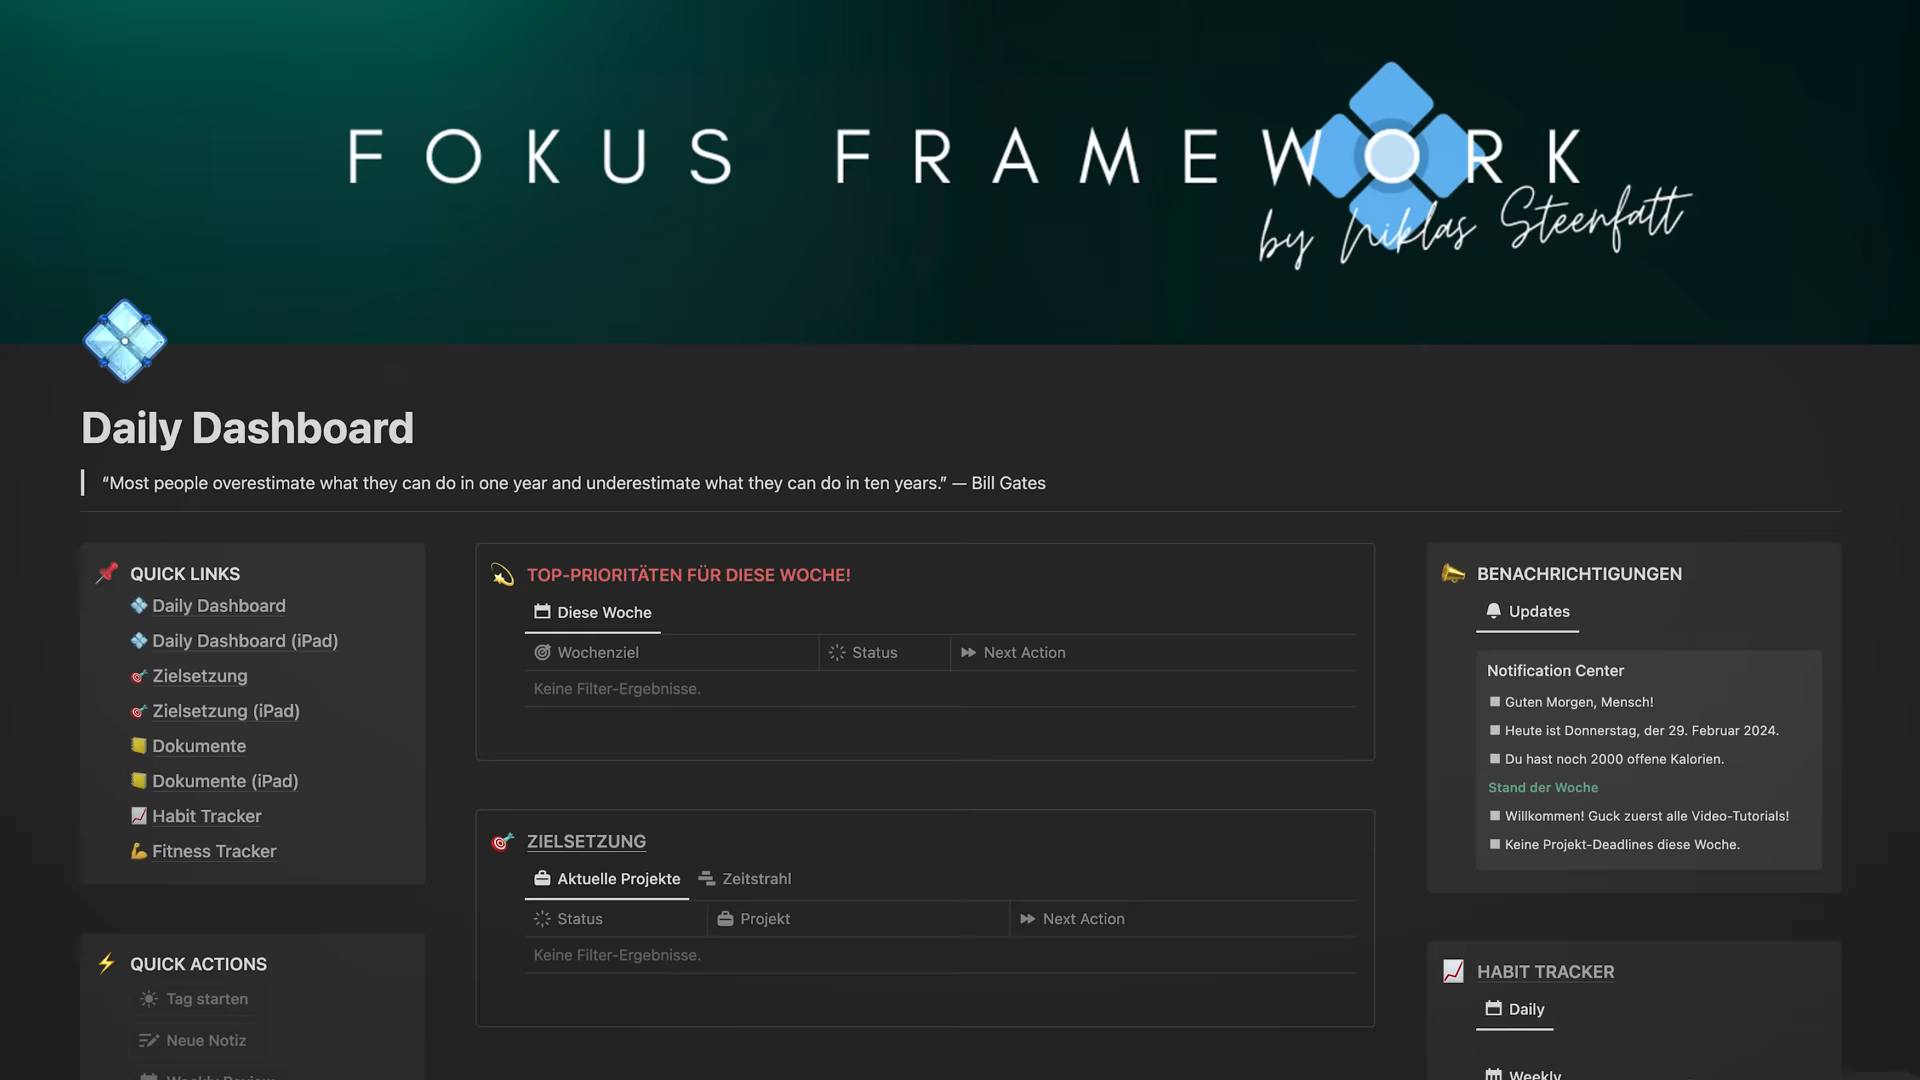 FOKUS FRAMEWORK
by Niklas Steenfatt
Daily Dashboard
“Most people overestimate what they can do in one year and underestimate what they can do in ten years.” — Bill Gates
QUICK LINKS
Daily Dashboard
Daily Dashboard (iPad)
Zielsetzung
Zielsetzung (iPad)
Dokumente
Dokumente (iPad)
Habit Tracker
Fitness Tracker
QUICK ACTIONS
Tag starten
Neue Notiz
Weekly Review
TOP-PRIORITÄTEN FÜR DIESE WOCHE!
Diese Woche
Wochenziel Status Next Action
Keine Filter-Ergebnisse.
ZIELSETZUNG
Aktuelle Projekte Zeitstrahl
Status Projekt Next Action
Keine Filter-Ergebnisse.
BENACHRICHTIGUNGEN
Updates
Notification Center
Guten Morgen, Mensch!
Heute ist Donnerstag, der 29. Februar 2024.
Du hast noch 2000 offene Kalorien.
Stand der Woche
Willkommen! Guck zuerst alle Video-Tutorials!
Keine Projekt-Deadlines diese Woche.
HABIT TRACKER
Daily
Weekly